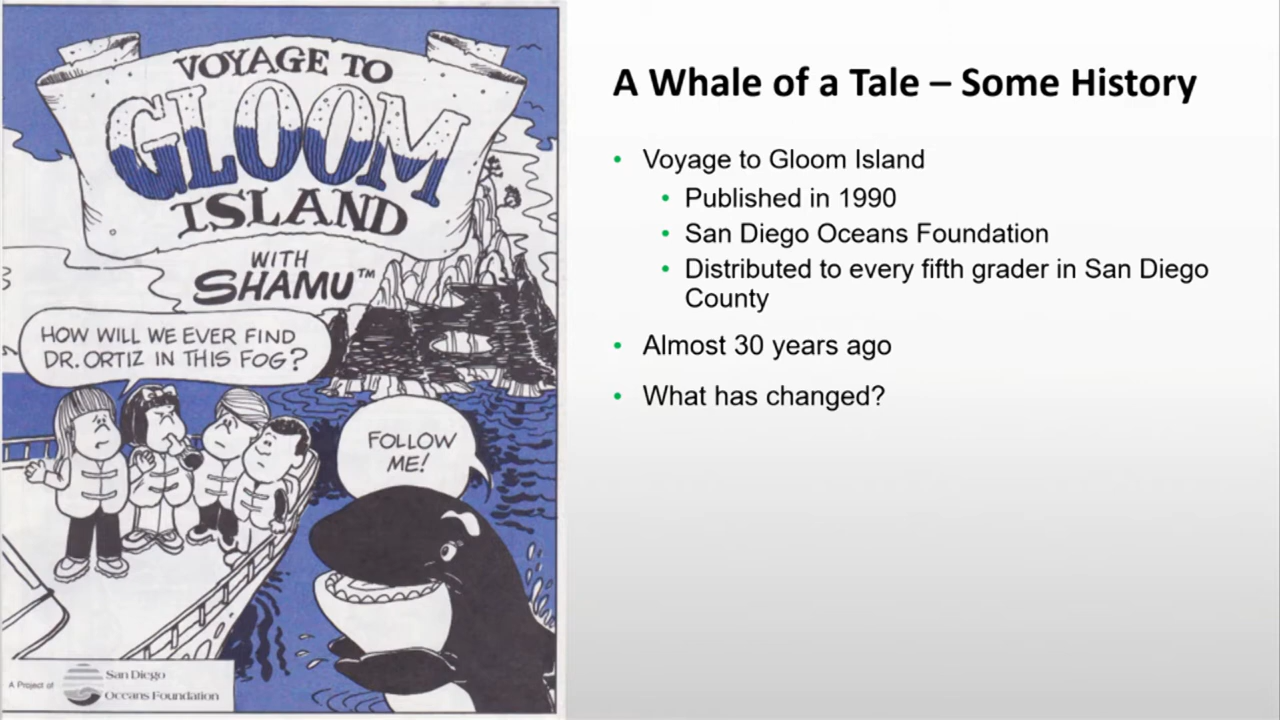 VOYAGE TO
GLOOM
ISLAND
WITH
SHAMU™
HOW WILL WE EVER FIND
DR. ORTIZ IN THIS FOG?
FOLLOW
ME!
A Project of
San Diego
Oceans Foundation
A Whale of a Tale – Some History
• Voyage to Gloom Island
• Published in 1990
• San Diego Oceans Foundation
• Distributed to every fifth grader in San Diego
County
• Almost 30 years ago
• What has changed?